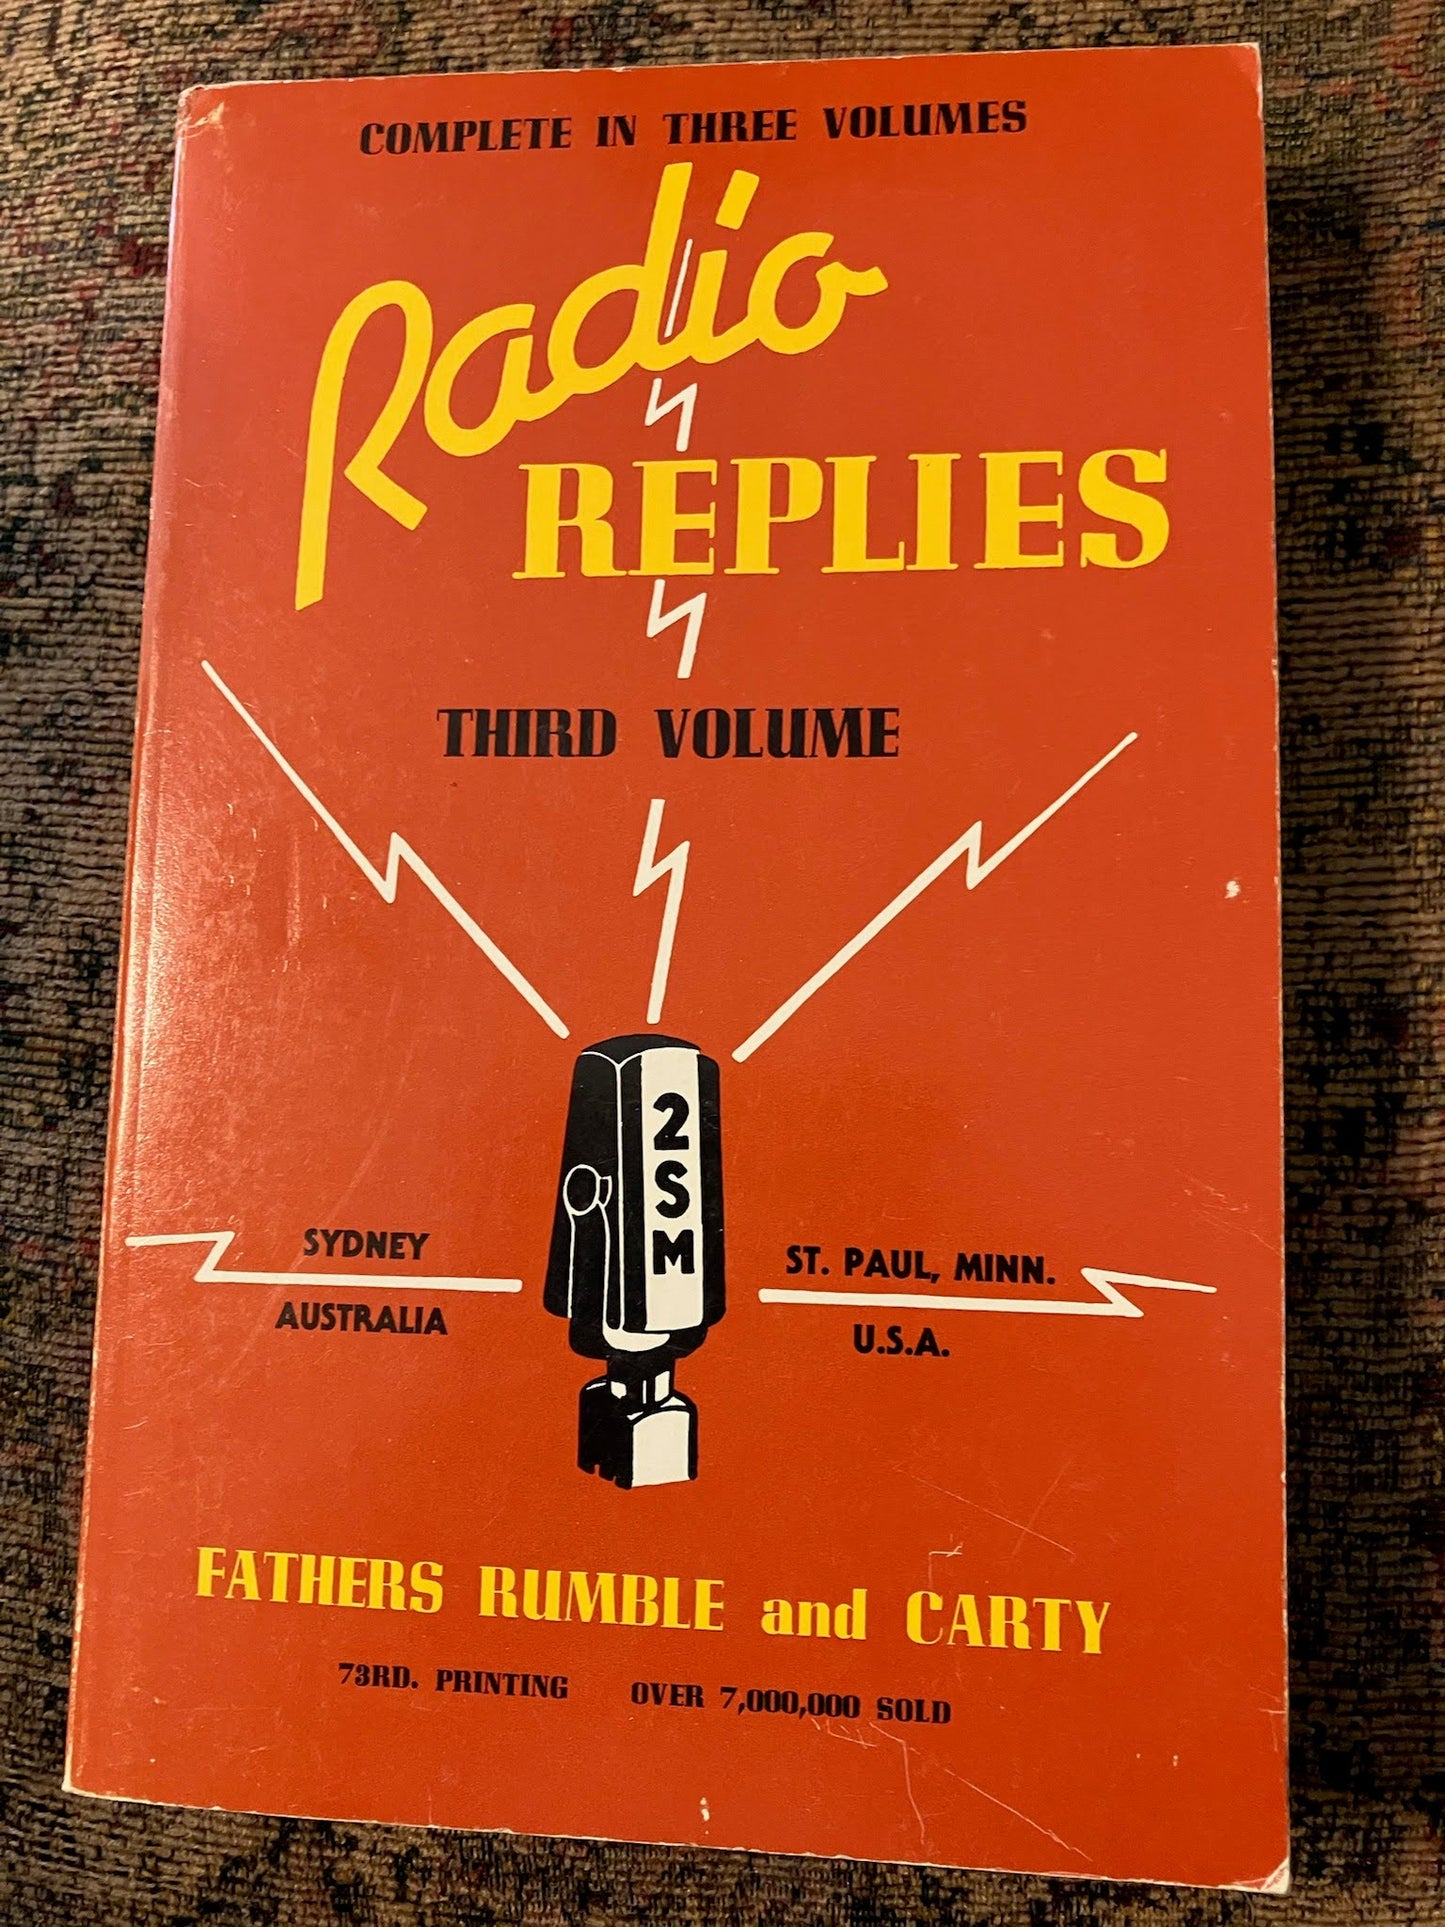 COMPLETE IN THREE VOLUMES
Radio
REPLIES
THIRD VOLUME
2SM
SYDNEY
AUSTRALIA
ST. PAUL, MINN.
U.S.A.
FATHERS RUMBLE and CARTY
73RD. PRINTING OVER 7,000,000 SOLD